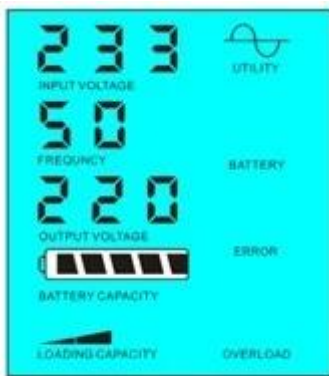 233
INPUT VOLTAGE
UTILITY
50
FREQUNCY
BATTERY
220
OUTPUT VOLTAGE
ERROR
BATTERY CAPACITY
LOADING CAPACITY
OVERLOAD